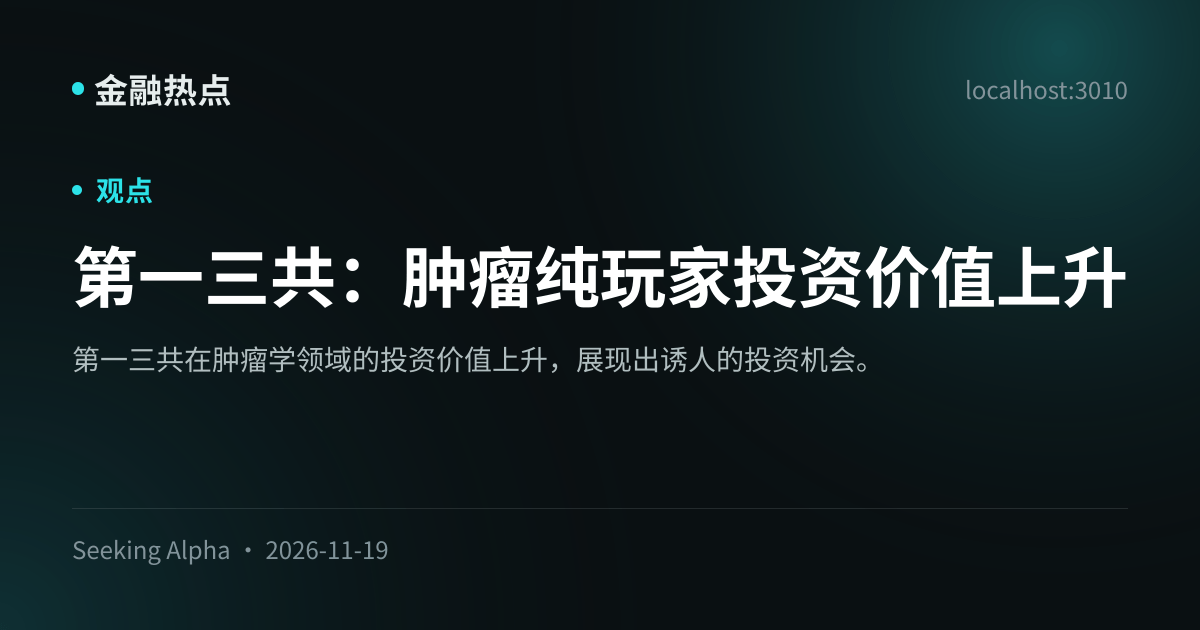 金融热点
localhost:3010
观点
第一三共：肿瘤纯玩家投资价值上升
第一三共在肿瘤学领域的投资价值上升，展现出诱人的投资机会。
Seeking Alpha · 2026-11-19